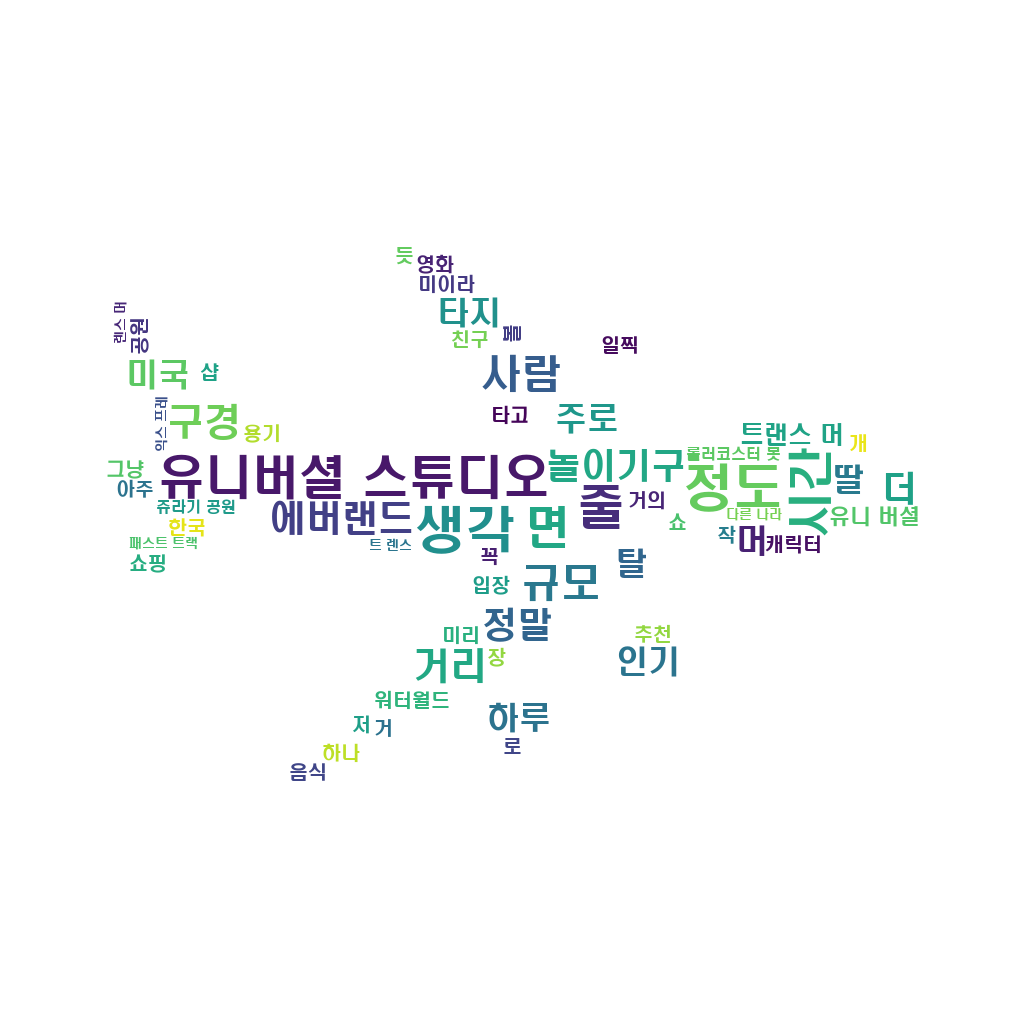 듯
영화
미이라
타지
렌스 머
공원
친구
몰
일찍
미국
샵
사람
타고
주로
익스 프레
구경
용기
트랜스 머
개
그냥
유니버셜 스튜디오
놀이기구
롤러코스터 못
정도
시간
딸
더
아주
쥬라기 공원
에버랜드
생각 면
줄
거의
쇼
다른 나라
유니 버셜
한국
패스트 트랙
쇼핑
트 렌스
꼭
탈
작
머
캐릭터
입장
규모
정말
미리
추천
거리
장
인기
워터월드
하루
저
거
로
하나
음식